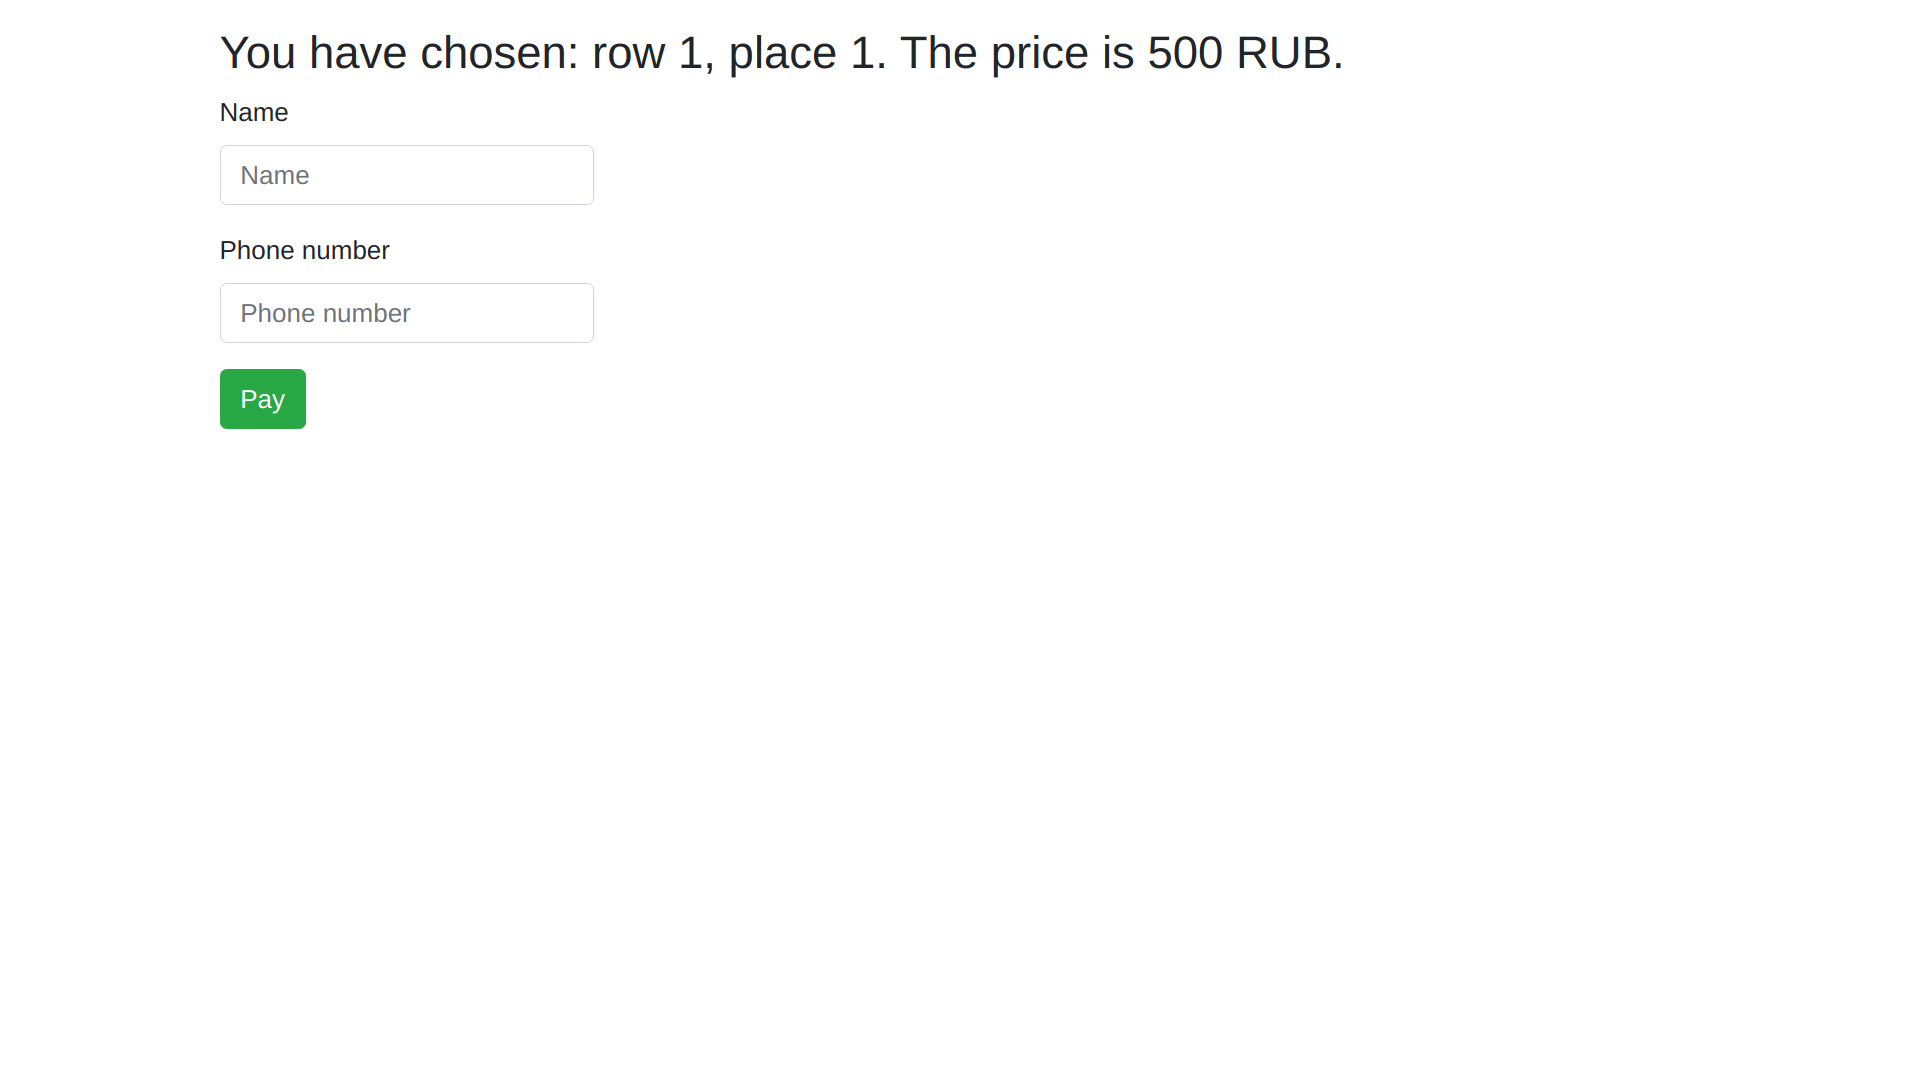 You have chosen: row 1, place 1. The price is 500 RUB.
Name
Name
Phone number
Phone number
Pay